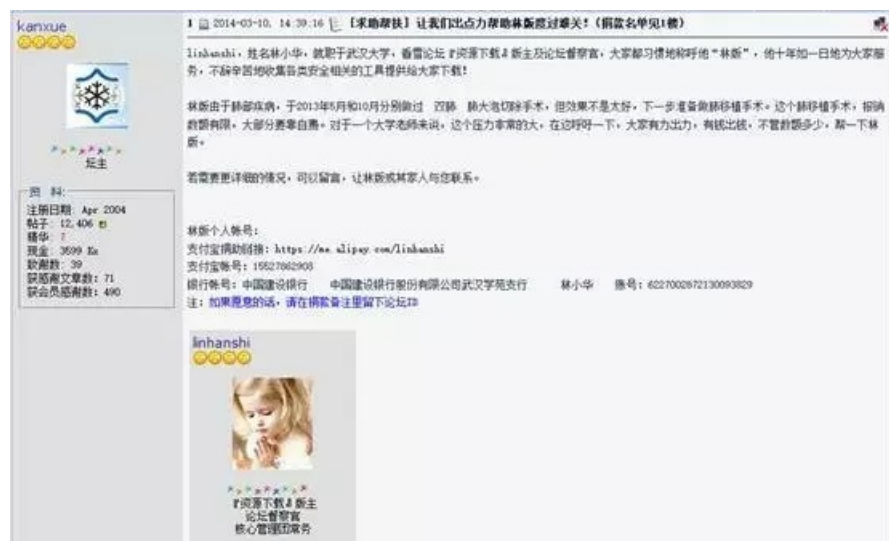 kanxue
坛主
资 料:
注册日期: Apr 2004
帖子: 12,406
精华: 7
现金: 3599 Kx
致谢数: 39
获感谢文章数: 71
获会员感谢数: 490
1 2014-03-10, 14:39:16 【求助帮扶】让我们出点力帮助林版度过难关!(捐款名单见1楼)
linhanshi,姓名林小华,就职于武汉大学,看雪论坛『资源下载』版主及论坛督察官,大家都习惯地称呼他“林版”,他十年如一日地为大家服
务,不辞辛苦地收集各类安全相关的工具提供给大家下载!
林版由于肺部疾病,于2013年5月和10月分别做过 双肺 肺大泡切除手术,但效果不是太好,下一步准备做肺移植手术。这个肺移植手术,报销
数额有限,大部分要靠自费。对于一个大学老师来说,这个压力非常的大,在这呼吁一下,大家有力出力,有钱出钱,不管数额多少,帮一下林
版。
若需要更详细的情况,可以留言,让林版或其家人与您联系。
林版个人帐号:
支付宝捐助链接: https://me.alipay.com/linhanshi
支付宝帐号: 15527862908
银行帐号: 中国建设银行 中国建设银行股份有限公司武汉学苑支行 林小华 账号: 6227002872130093829
注: 如果愿意的话,请在捐款备注里留下论坛ID
linhanshi
『资源下载』版主
论坛督察官
核心管理团常务